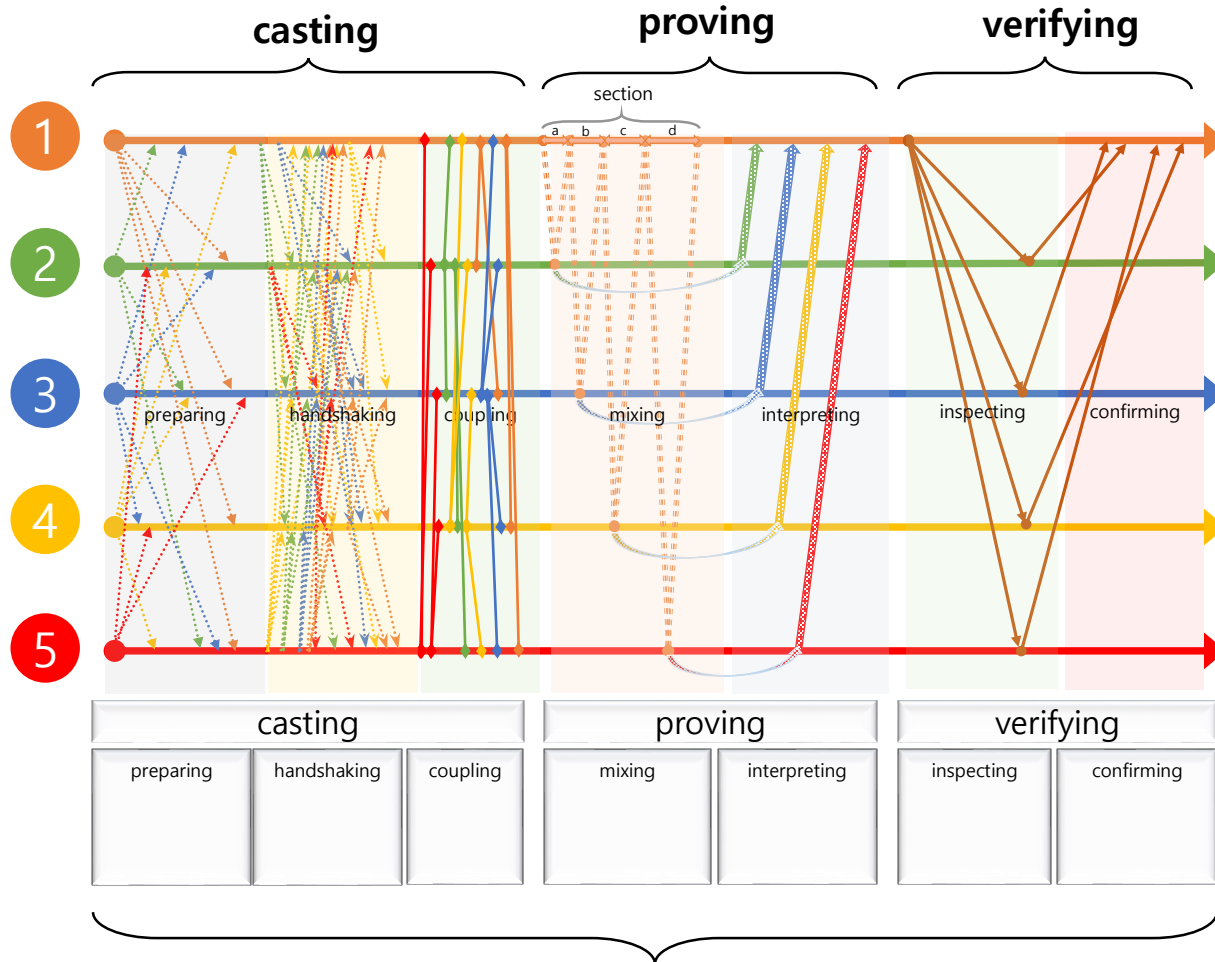 casting
proving
verifying
section
a b c d
1
2
3
preparing handshaking coupling mixing interpreting inspecting confirming
4
5
casting proving verifying
preparing handshaking coupling mixing interpreting inspecting confirming